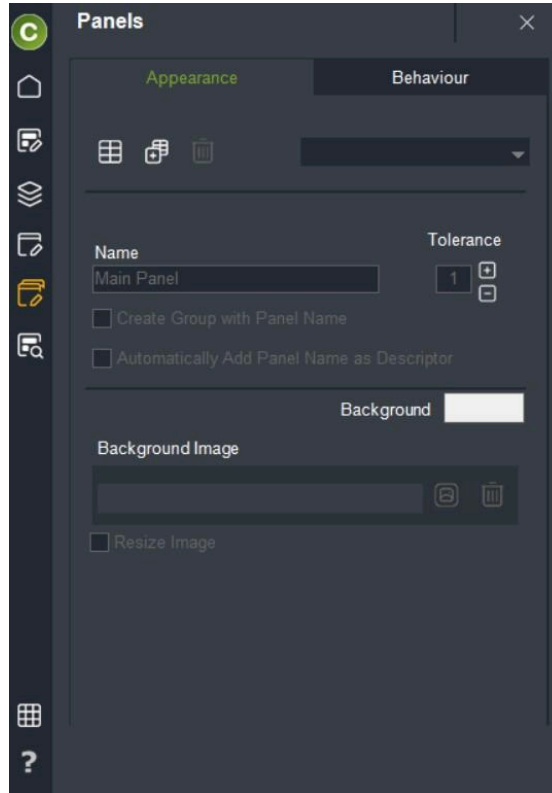 C
Panels
Appearance
Behaviour
Name
Tolerance
Main Panel
1
Create Group with Panel Name
Automatically Add Panel Name as Descriptor
Background
Background Image
Resize Image
?